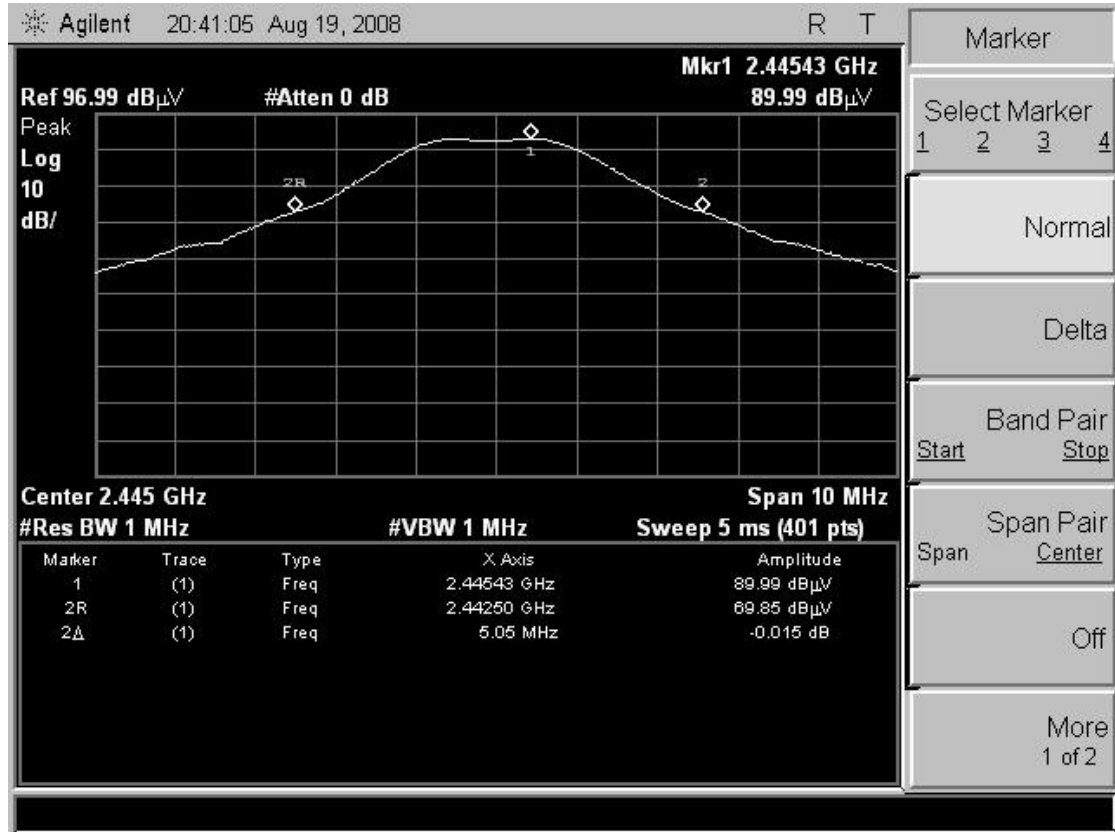 Agilent 20:41:05 Aug 19, 2008 R T
Mkr1 2.44543 GHz
Ref 96.99 dBμV #Atten 0 dB 89.99 dBμV
Peak
Log
10
dB/
1
2R
2
Center 2.445 GHz Span 10 MHz
#Res BW 1 MHz #VBW 1 MHz Sweep 5 ms (401 pts)
Marker Trace Type X Axis Amplitude
1 (1) Freq 2.44543 GHz 89.99 dBμV
2R (1) Freq 2.44250 GHz 69.85 dBμV
2Δ (1) Freq 5.05 MHz -0.015 dB
Marker
Select Marker
1 2 3 4
Normal
Delta
Band Pair
Start Stop
Span Pair
Span Center
Off
More
1 of 2